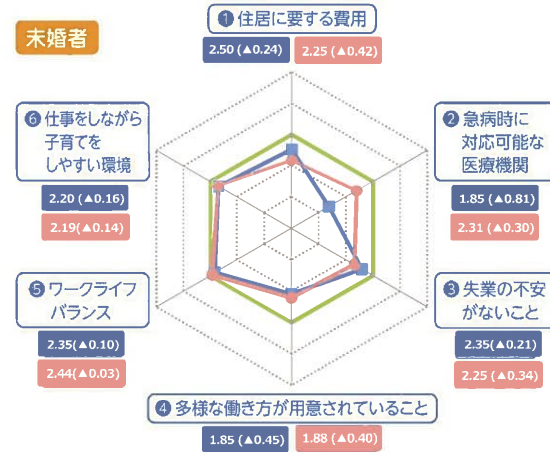 未婚者
❶ 住居に要する費用
2.50 (▲0.24) 2.25 (▲0.42)
❷ 急病時に
対応可能な
医療機関
1.85 (▲0.81)
2.31 (▲0.30)
❸ 失業の不安
がないこと
2.35(▲0.21)
2.25 (▲0.34)
❹ 多様な働き方が用意されていること
1.85 (▲0.45) 1.88 (▲0.40)
❺ ワークライフ
バランス
2.35(▲0.10)
2.44(▲0.03)
❻ 仕事をしながら
子育てを
しやすい環境
2.20 (▲0.16)
2.19(▲0.14)